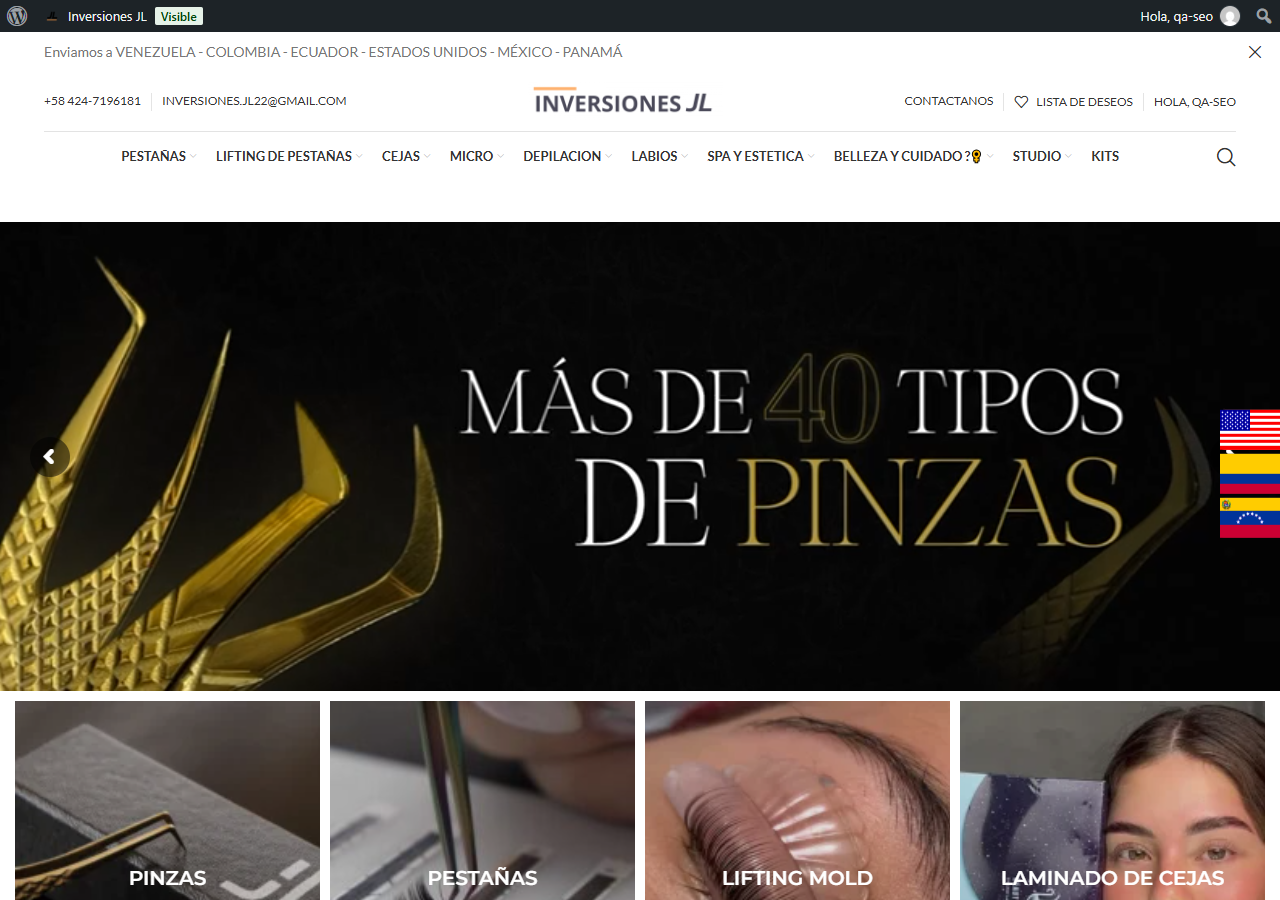 Inversiones JL Visible Hola, qa-seo
Enviamos a VENEZUELA - COLOMBIA - ECUADOR - ESTADOS UNIDOS - MÉXICO - PANAMÁ
+58 424-7196181 INVERSIONES.JL22@GMAIL.COM INVERSIONES JL CONTACTANOS LISTA DE DESEOS HOLA, QA-SEO
PESTAÑAS LIFTING DE PESTAÑAS CEJAS MICRO DEPILACION LABIOS SPA Y ESTETICA BELLEZA Y CUIDADO ? STUDIO KITS
MÁS DE 40 TIPOS
DE PINZAS
PINZAS PESTAÑAS LIFTING MOLD LAMINADO DE CEJAS